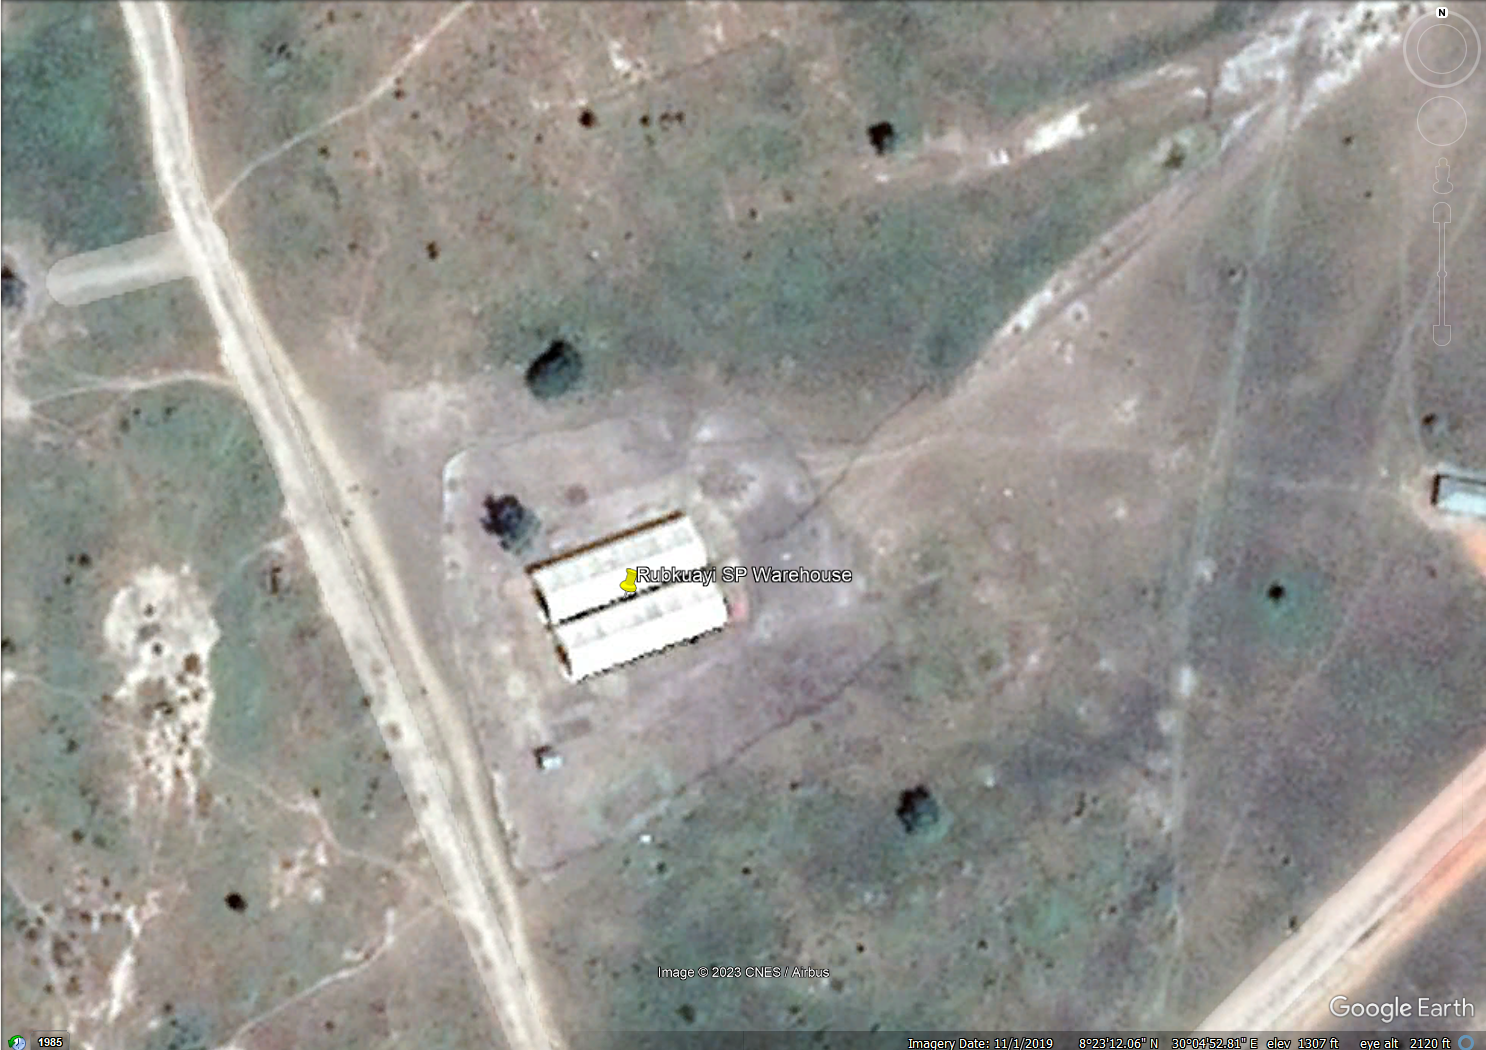 N
Rubkuayi SP Warehouse
Image © 2023 CNES / Airbus
Google Earth
1985
Imagery Date: 11/1/2019 8°23'12.06" N 30°04'52.81" E elev 1307 ft eye alt 2120 ft